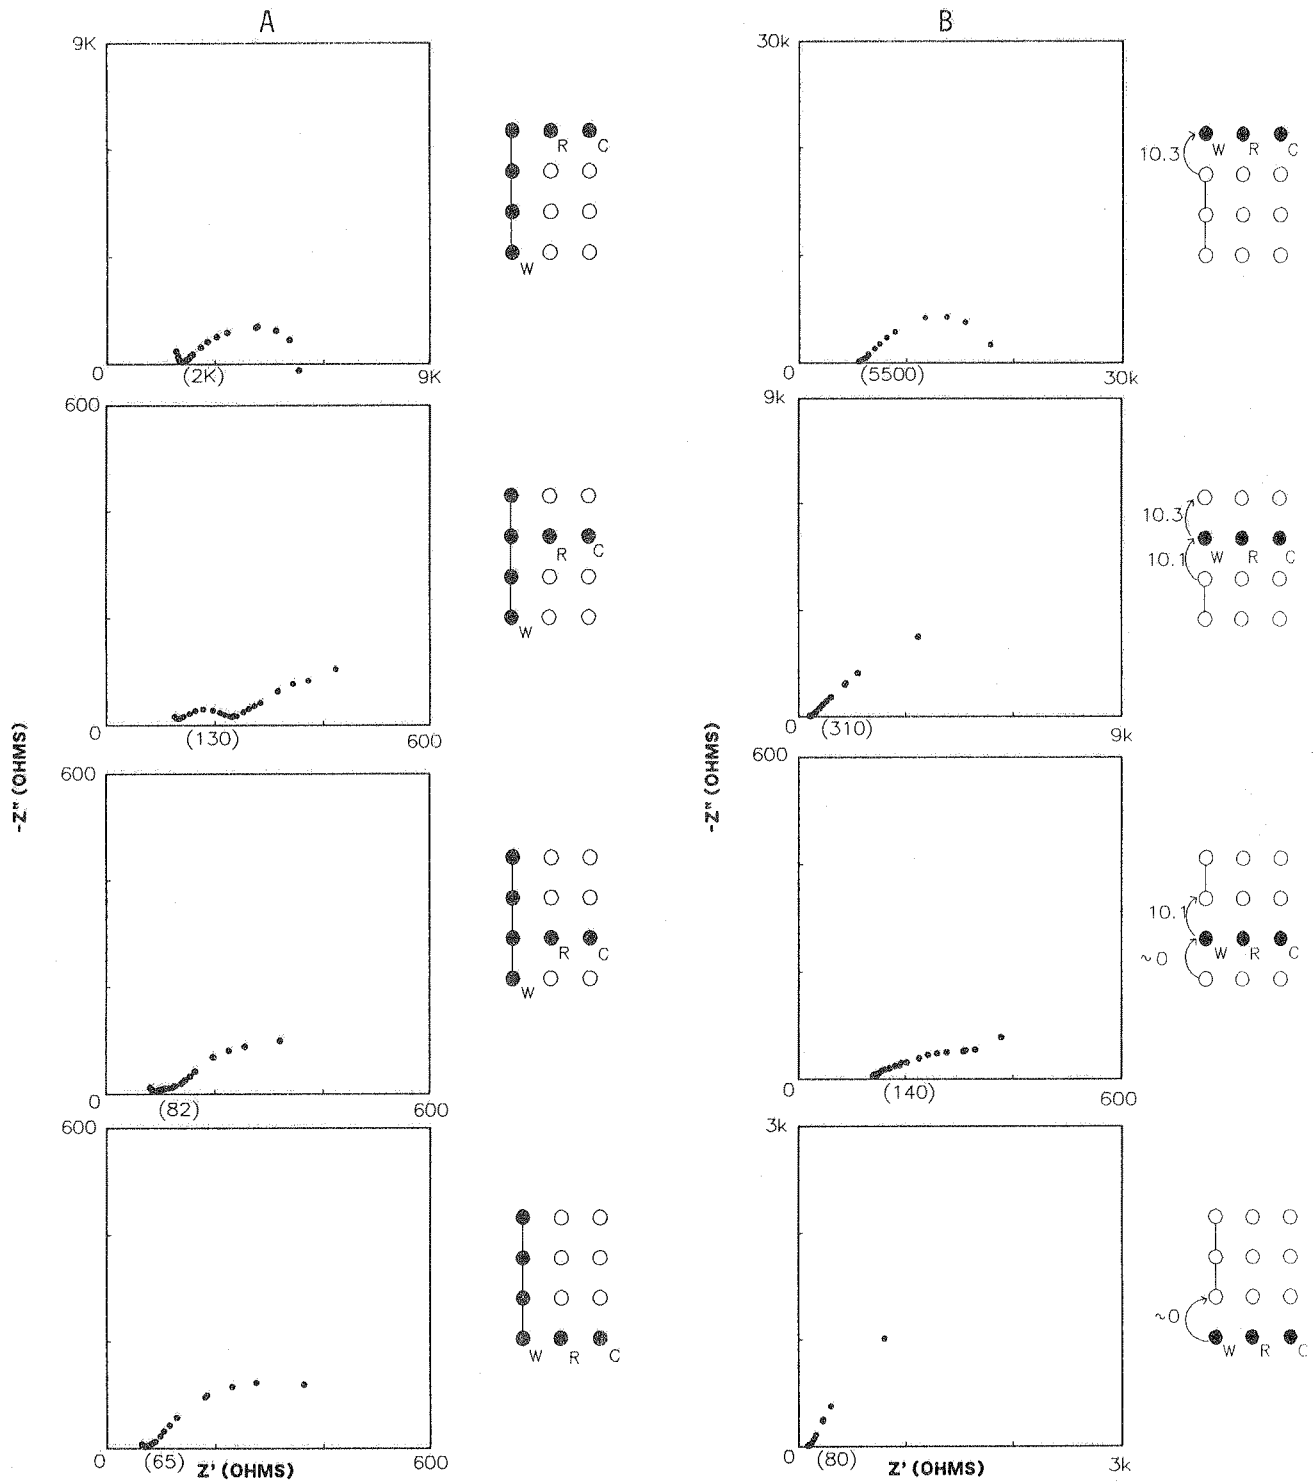 A
9K
R C
W
0 (2K) 9K
600
R C
W
0 (130) 600
600
R C
W
0 (82) 600
600
W R C
0 (65) 600
Z' (OHMS)
-Z" (OHMS)
B
30k
10.3 W R C
0 (5500) 30k
9k
10.3
W R C
10.1
0 (310) 9k
600
10.1
W R C
~0
0 (140) 600
3k
~0
W R C
0 (80) 3k
Z' (OHMS)
-Z" (OHMS)